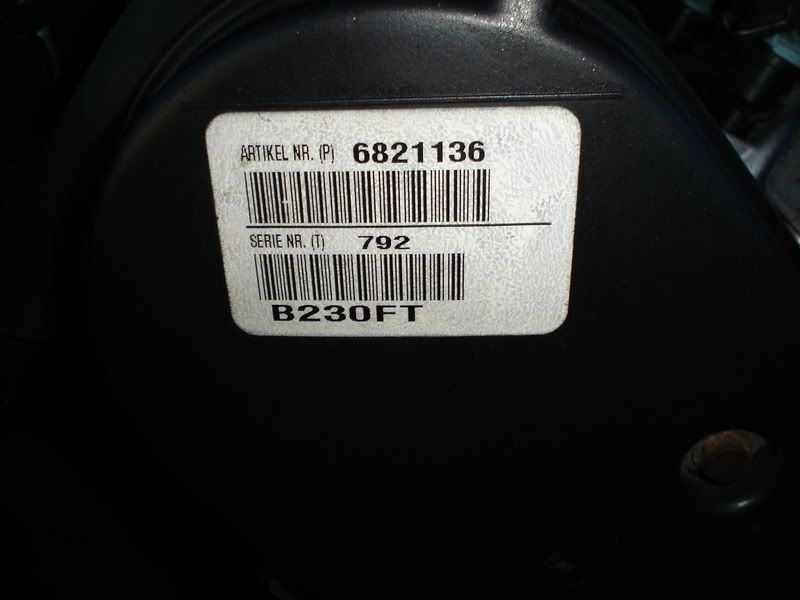 ARTIKEL NR. (P) 6821136
SERIE NR. (T) 792
B230FT